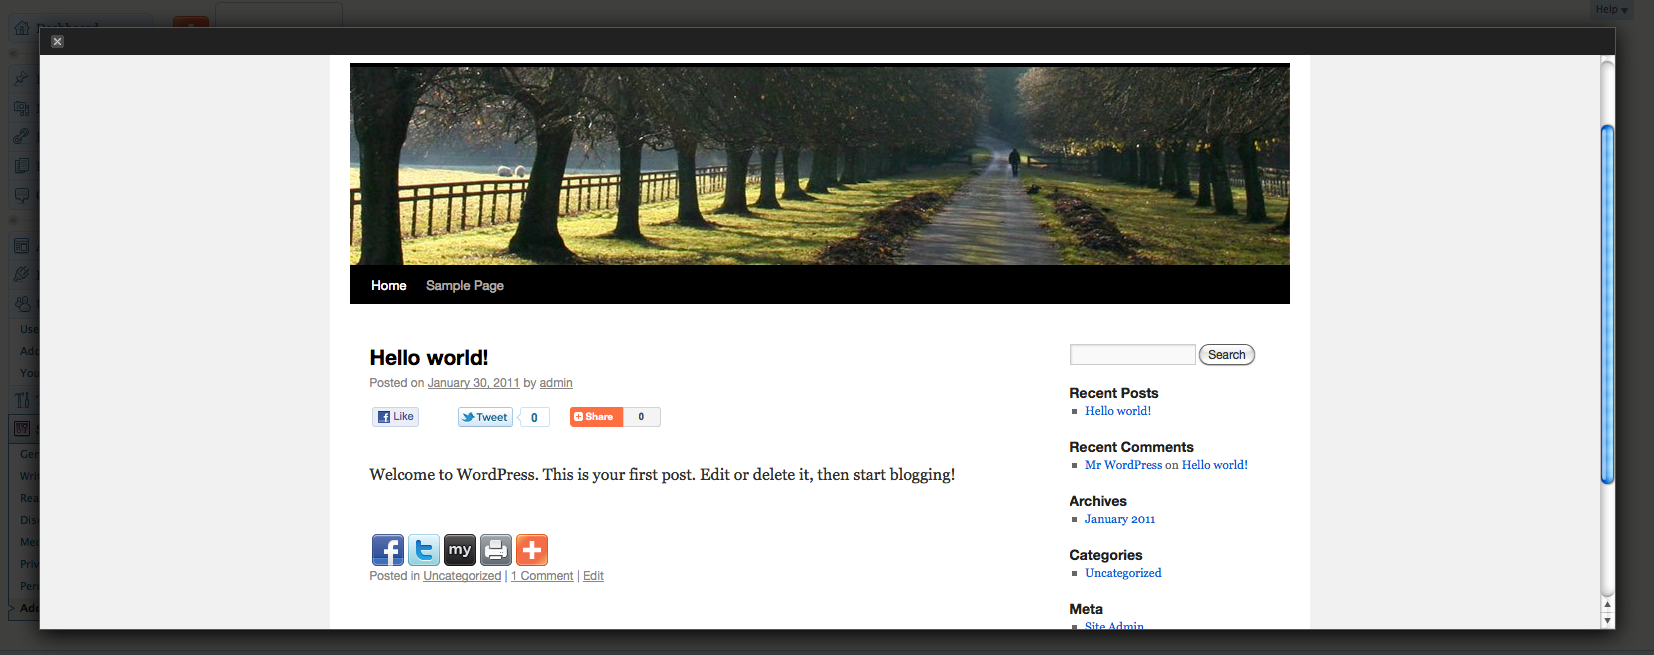 Help
Home Sample Page
Hello world!
Posted on January 30, 2011 by admin
Like Tweet 0 Share 0
Welcome to WordPress. This is your first post. Edit or delete it, then start blogging!
my
Posted in Uncategorized | 1 Comment | Edit
Search
Recent Posts
Hello world!
Recent Comments
Mr WordPress on Hello world!
Archives
January 2011
Categories
Uncategorized
Meta
Site Admin